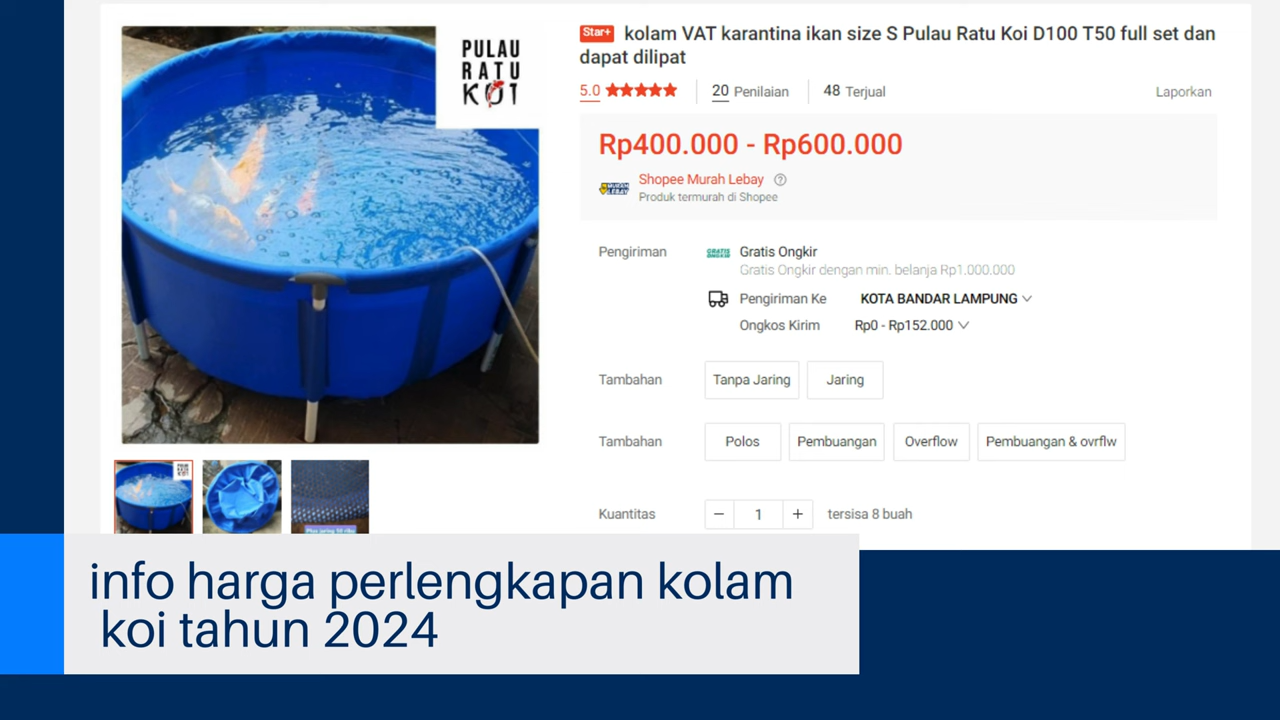 PULAU
RATU
KOI
Star+ kolam VAT karantina ikan size S Pulau Ratu Koi D100 T50 full set dan
dapat dilipat
5.0 20 Penilaian 48 Terjual Laporkan
Rp400.000 - Rp600.000
Shopee Murah Lebay ?
Produk termurah di Shopee
Pengiriman GRATIS ONGKIR Gratis Ongkir
Gratis Ongkir dengan min. belanja Rp1.000.000
Pengiriman Ke KOTA BANDAR LAMPUNG
Ongkos Kirim Rp0 - Rp152.000
Tambahan Tanpa Jaring Jaring
Tambahan Polos Pembuangan Overflow Pembuangan & ovrflw
Kuantitas − 1 + tersisa 8 buah
info harga perlengkapan kolam
koi tahun 2024